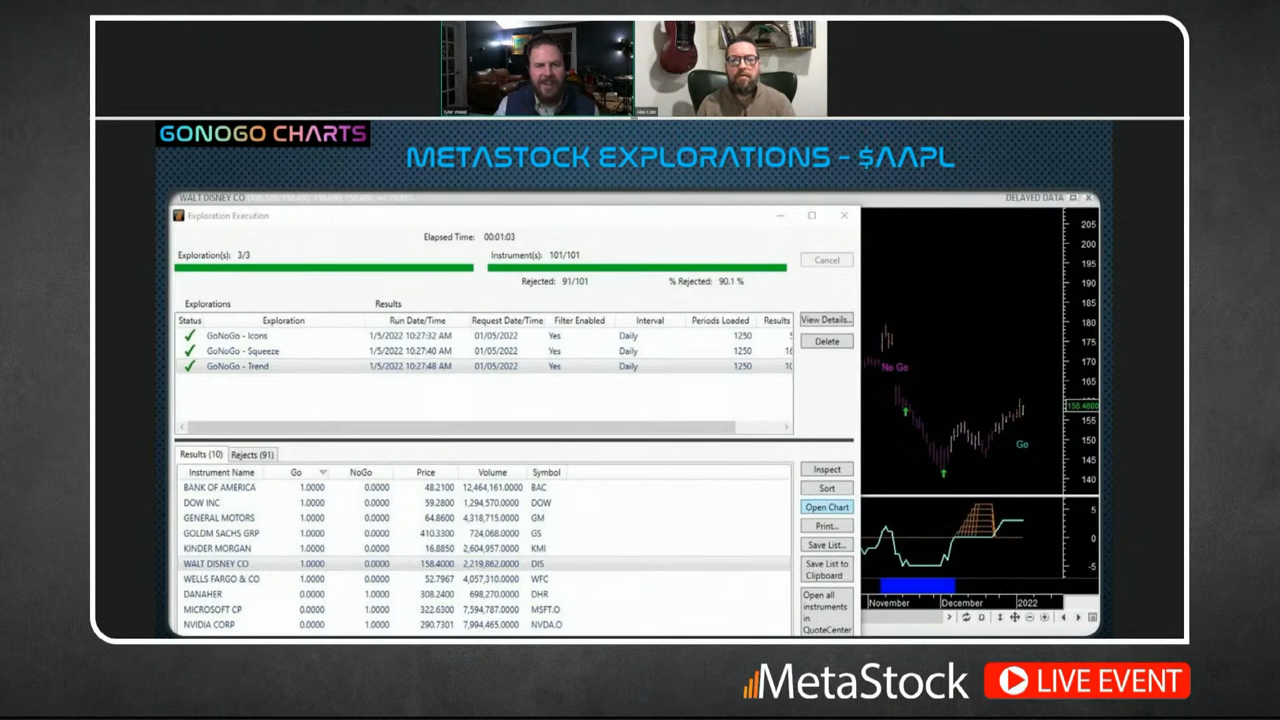 Tyler Wood
Alex Cole
GONOGO CHARTS
METASTOCK EXPLORATIONS - $AAPL
WALT DISNEY CO
DELAYED DATA
Exploration Execution
Elapsed Time: 00:01:03
Exploration(s): 3/3
Instrument(s): 101/101
Cancel
Rejected: 91/101 % Rejected: 90.1 %
Explorations Results
Status Exploration Run Date/Time Request Date/Time Filter Enabled Interval Periods Loaded Results
GoNoGo - Icons 1/5/2022 10:27:32 AM 01/05/2022 Yes Daily 1250
GoNoGo - Squeeze 1/5/2022 10:27:40 AM 01/05/2022 Yes Daily 1250 16
GoNoGo - Trend 1/5/2022 10:27:48 AM 01/05/2022 Yes Daily 1250 10
View Details...
Delete
Results (10) Rejects (91)
Instrument Name Go NoGo Price Volume Symbol
BANK OF AMERICA 1.0000 0.0000 48.2100 12,464,161.0000 BAC
DOW INC 1.0000 0.0000 59.2800 1,294,570.0000 DOW
GENERAL MOTORS 1.0000 0.0000 64.8600 4,318,715.0000 GM
GOLDM SACHS GRP 1.0000 0.0000 410.3300 724,068.0000 GS
KINDER MORGAN 1.0000 0.0000 16.8850 2,604,957.0000 KMI
WALT DISNEY CO 1.0000 0.0000 158.4000 2,219,862.0000 DIS
WELLS FARGO & CO 1.0000 0.0000 52.7967 4,057,310.0000 WFC
DANAHER 0.0000 1.0000 308.2400 698,270.0000 DHR
MICROSOFT CP 0.0000 1.0000 322.6300 7,594,787.0000 MSFT.O
NVIDIA CORP 0.0000 1.0000 290.7301 7,994,465.0000 NVDA.O
Inspect
Sort
Open Chart
Print...
Save List...
Save List to
Clipboard
Open all
instruments
in
QuoteCenter
No Go
Go
205
200
195
190
185
180
175
170
165
158.4000
155
150
145
140
5
0
-5
November December 2022
D
MetaStock
LIVE EVENT